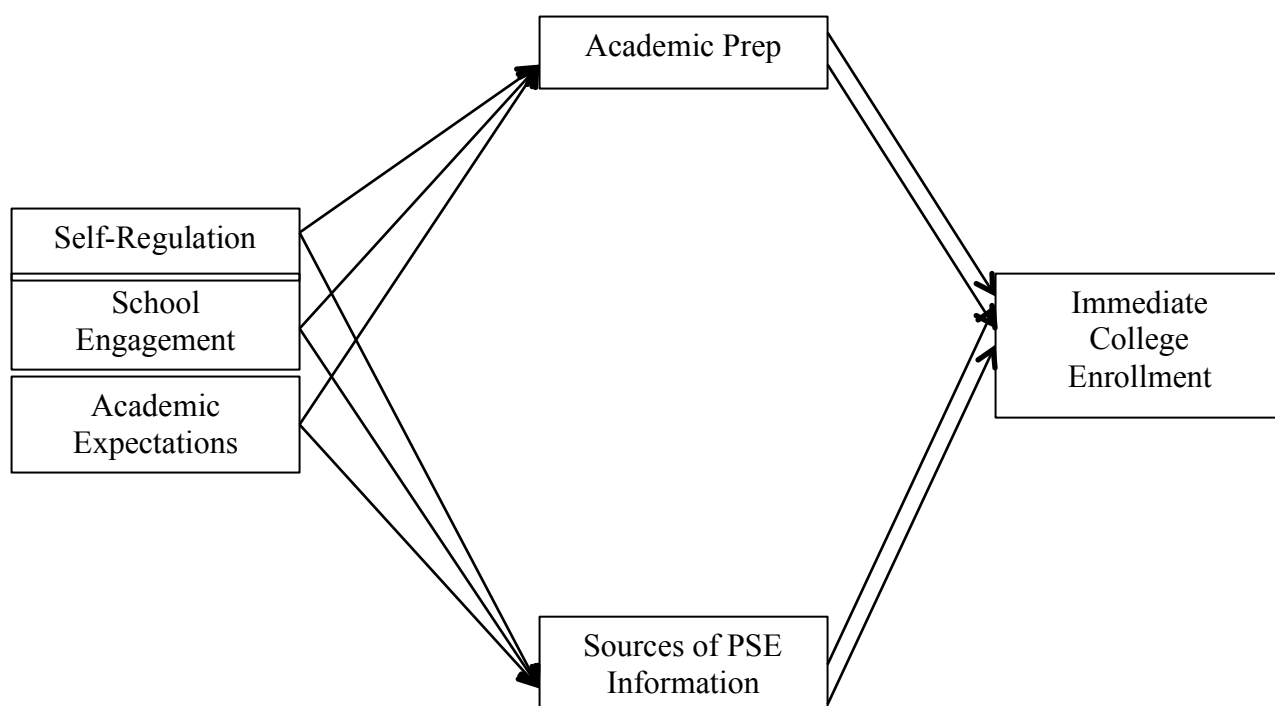 Academic Prep
Self-Regulation
School
Engagement
Academic
Expectations
Immediate
College
Enrollment
Sources of PSE
Information